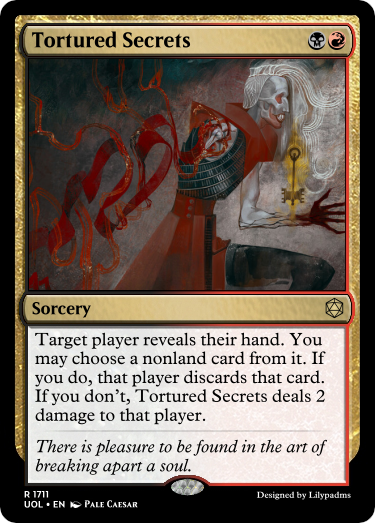 Tortured Secrets
Sorcery
Target player reveals their hand. You
may choose a nonland card from it. If
you do, that player discards that card.
If you don't, Tortured Secrets deals 2
damage to that player.
There is pleasure to be found in the art of
breaking apart a soul.
R 1711
UOL • EN Pale Caesar
Designed by Lilypadms